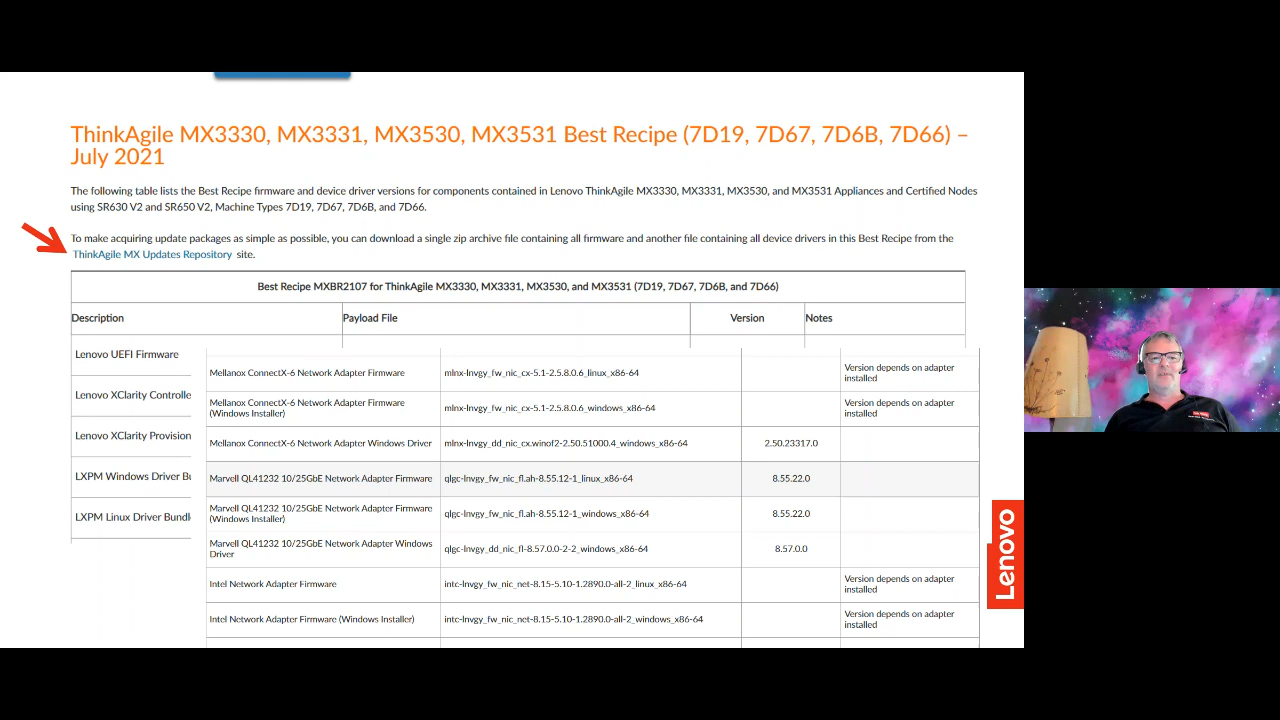 ThinkAgile MX3330, MX3331, MX3530, MX3531 Best Recipe (7D19, 7D67, 7D6B, 7D66) –
July 2021
The following table lists the Best Recipe firmware and device driver versions for components contained in Lenovo ThinkAgile MX3330, MX3331, MX3530, and MX3531 Appliances and Certified Nodes
using SR630 V2 and SR650 V2, Machine Types 7D19, 7D67, 7D6B, and 7D66.
To make acquiring update packages as simple as possible, you can download a single zip archive file containing all firmware and another file containing all device drivers in this Best Recipe from the
ThinkAgile MX Updates Repository site.
Best Recipe MXBR2107 for ThinkAgile MX3330, MX3331, MX3530, and MX3531 (7D19, 7D67, 7D6B, and 7D66)
Description Payload File Version Notes
Lenovo UEFI Firmware
Lenovo XClarity Controlle
Lenovo XClarity Provision
LXPM Windows Driver Bu
LXPM Linux Driver Bundl
Mellanox ConnectX-6 Network Adapter Firmware mlnx-lnvgy_fw_nic_cx-5.1-2.5.8.0.6_linux_x86-64 Version depends on adapter
installed
Mellanox ConnectX-6 Network Adapter Firmware
(Windows Installer) mlnx-lnvgy_fw_nic_cx-5.1-2.5.8.0.6_windows_x86-64 Version depends on adapter
installed
Mellanox ConnectX-6 Network Adapter Windows Driver mlnx-lnvgy_dd_nic_cx.winof2-2.50.51000.4_windows_x86-64 2.50.23317.0
Marvell QL41232 10/25GbE Network Adapter Firmware qlgc-lnvgy_fw_nic_fl.ah-8.55.12-1_linux_x86-64 8.55.22.0
Marvell QL41232 10/25GbE Network Adapter Firmware
(Windows Installer) qlgc-lnvgy_fw_nic_fl.ah-8.55.12-1_windows_x86-64 8.55.22.0
Marvell QL41232 10/25GbE Network Adapter Windows
Driver qlgc-lnvgy_dd_nic_fl-8.57.0.0-2-2_windows_x86-64 8.57.0.0
Intel Network Adapter Firmware intc-lnvgy_fw_nic_net-8.15-5.10-1.2890.0-all-2_linux_x86-64 Version depends on adapter
installed
Intel Network Adapter Firmware (Windows Installer) intc-lnvgy_fw_nic_net-8.15-5.10-1.2890.0-all-2_windows_x86-64 Version depends on adapter
installed
Lenovo